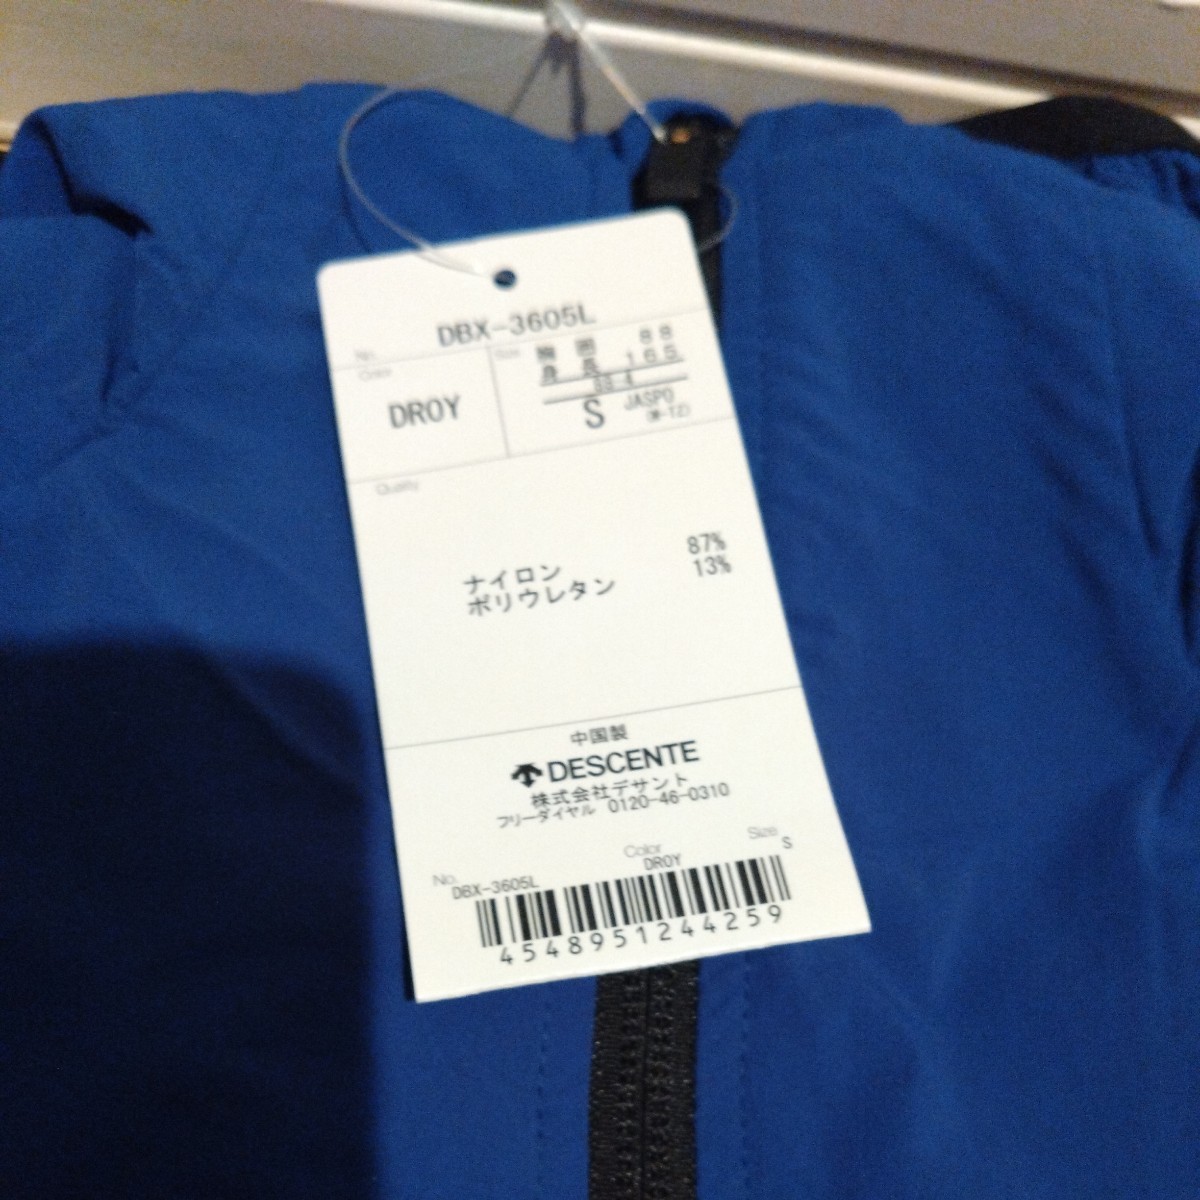 DBX-3605L
No.
Color
DROY
Size
胸 囲 88
身 長 165
S JASPO
Quality
ナイロン 87%
ポリウレタン 13%
中国製
DESCENTE
株式会社デサント
フリーダイヤル 0120-46-0310
No. Color Size
DBX-3605L DROY S
4548951244259